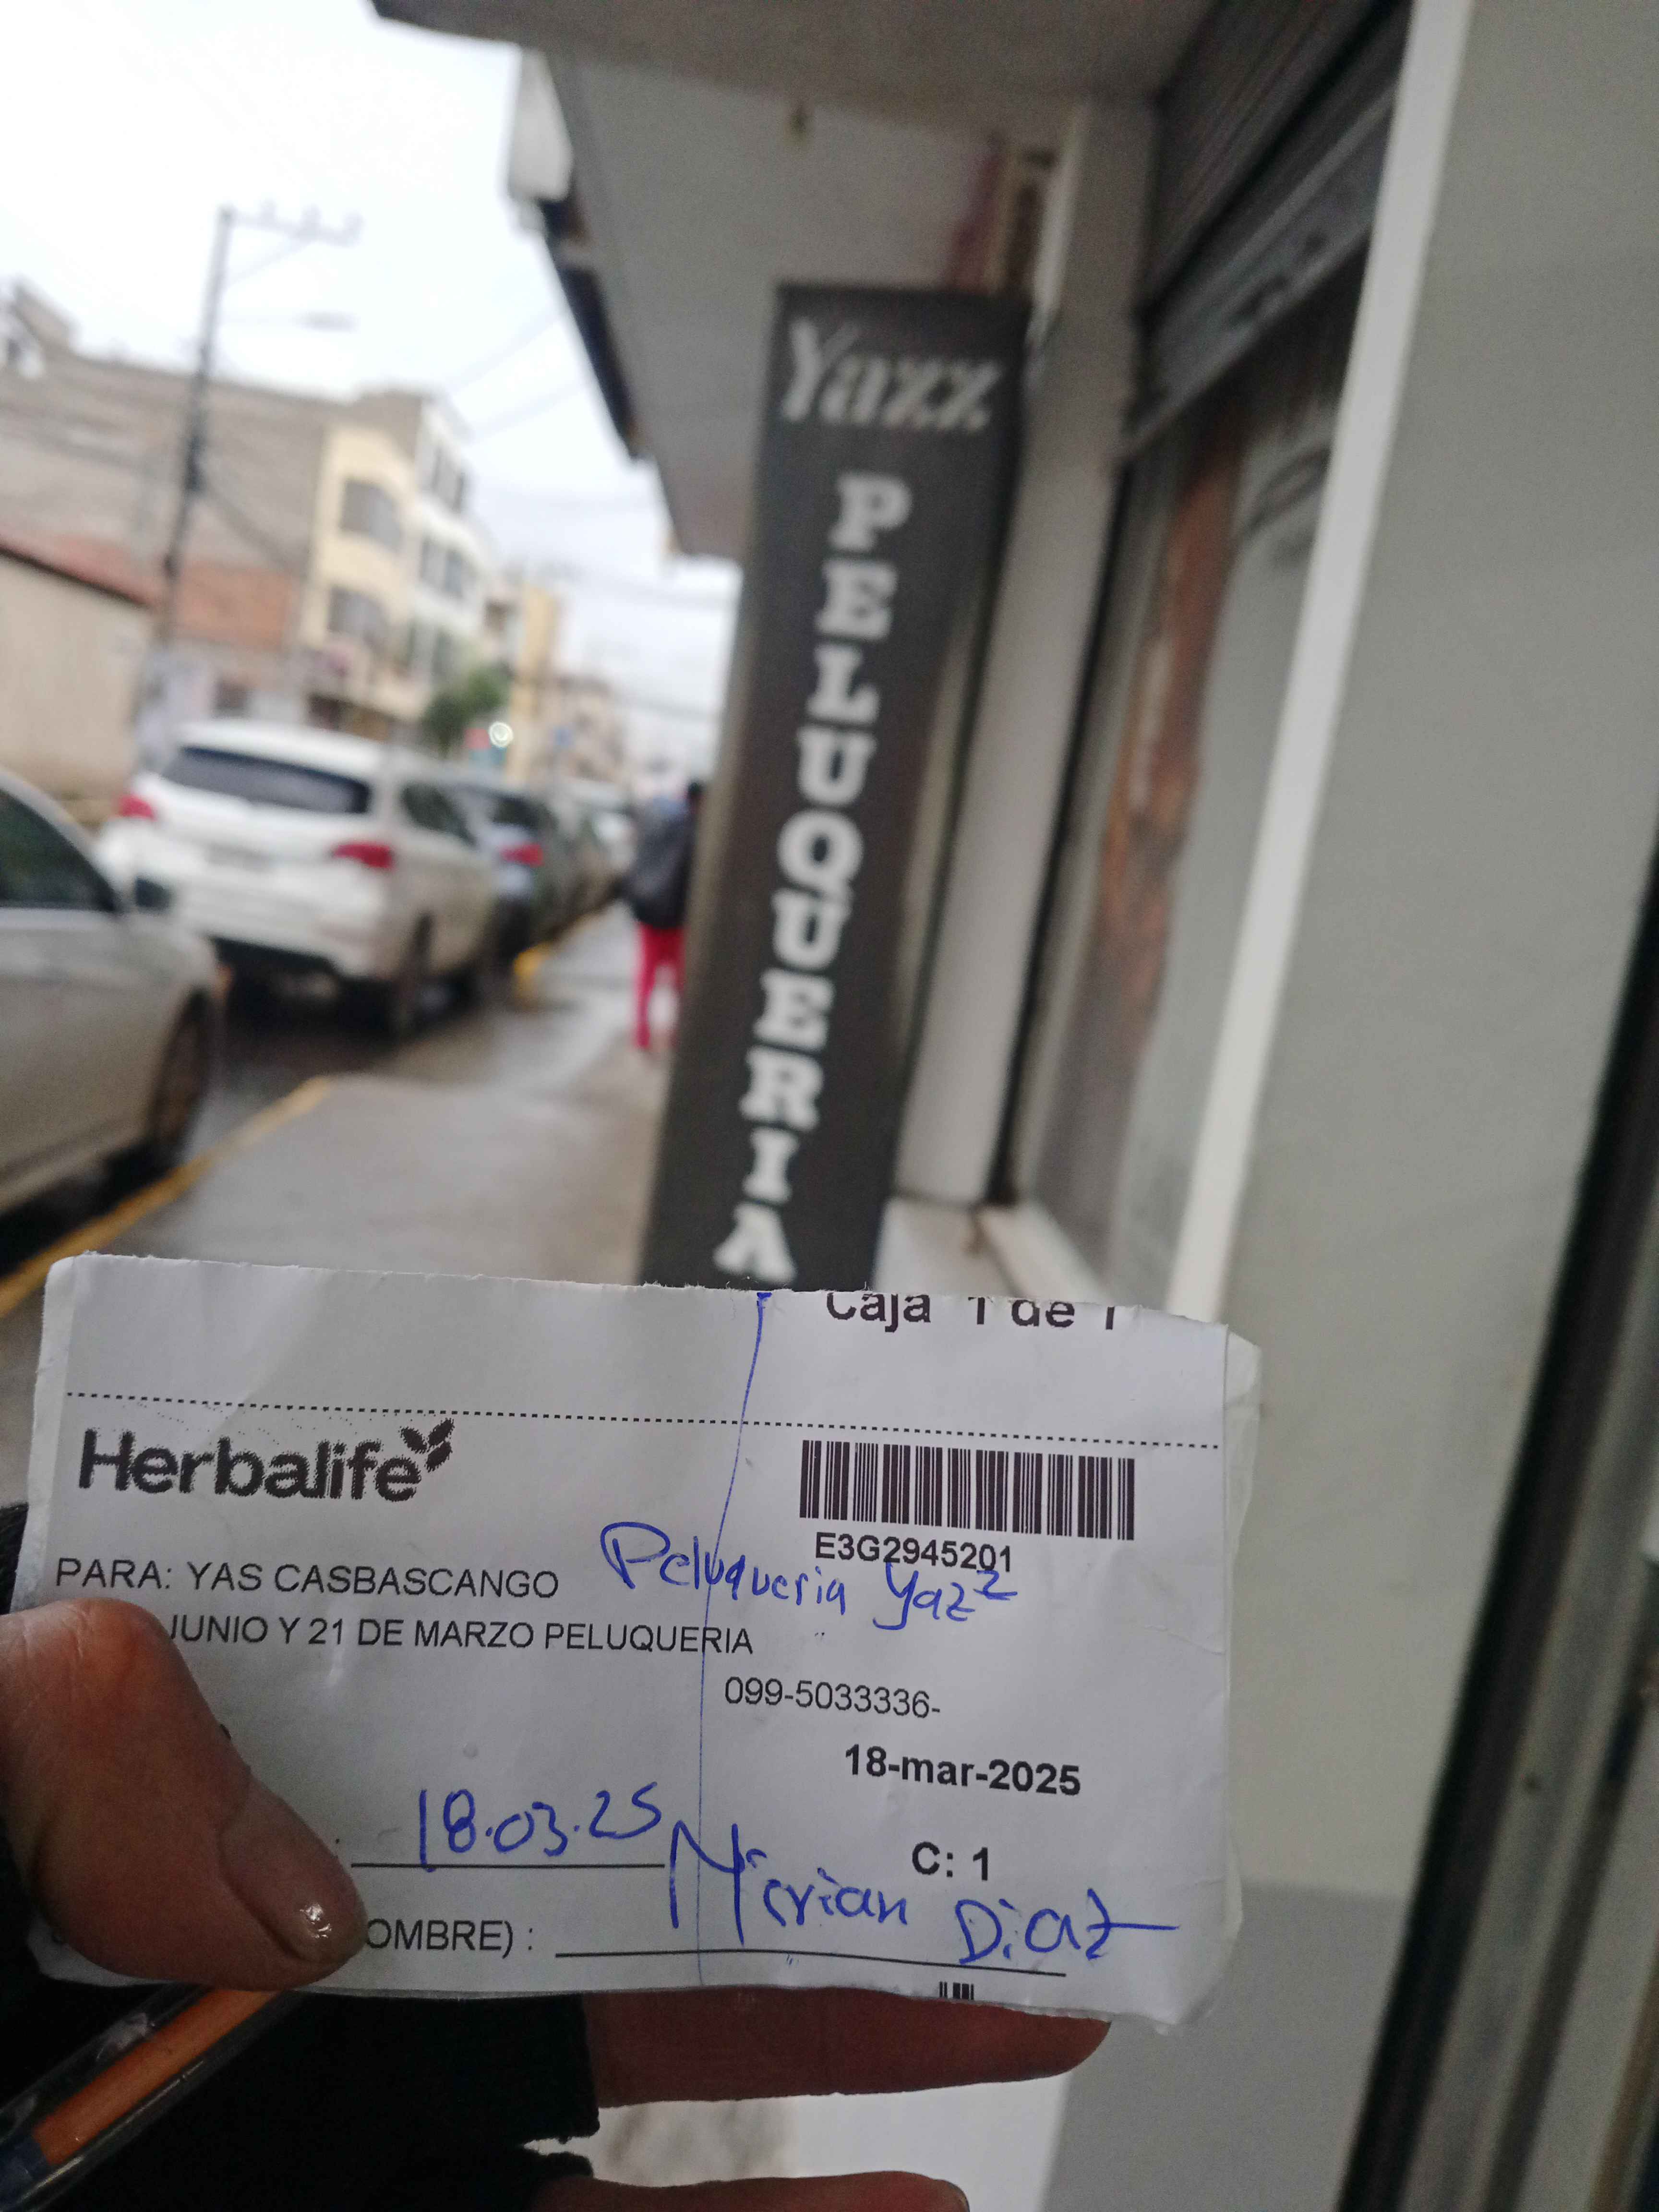 Yazz
PELUQUERIA
Caja 1 de 1
Herbalife
E3G2945201
PARA: YAS CASBASCANGO
Peluqueria Yazz
JUNIO Y 21 DE MARZO PELUQUERIA
099-5033336-
18-mar-2025
18.03.25
C: 1
Mirian Diaz
OMBRE) :